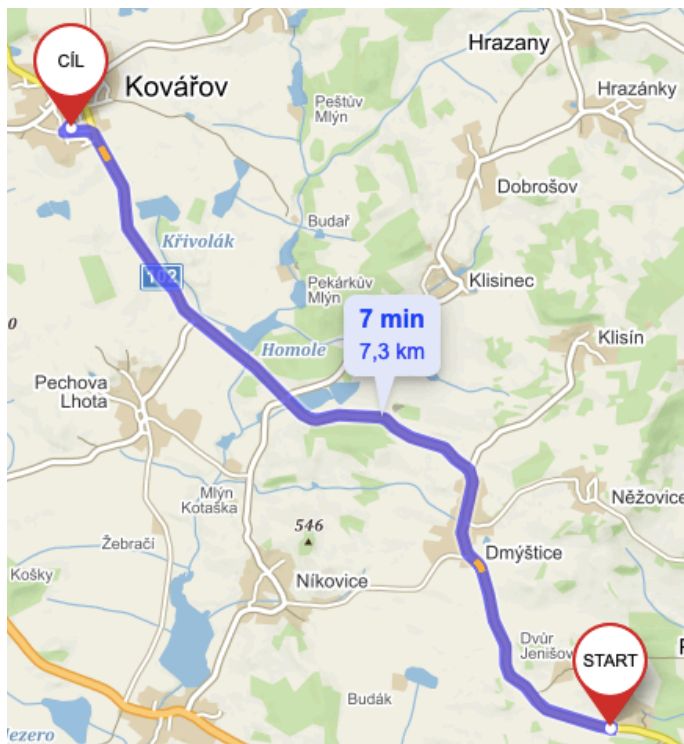 CÍL
Kovářov
Hrazany
Hrazánky
Peštův
Mlýn
Dobrošov
Budař
Křivolák
102
Pekárkův
Mlýn
Klisinec
7 min
7,3 km
Homole
Klisín
Pechova
Lhota
Mlýn
Kotaška
Něžovice
546
Žebračí
Dmýštice
Košky
Níkovice
Dvůr
Jenišov
START
Budák